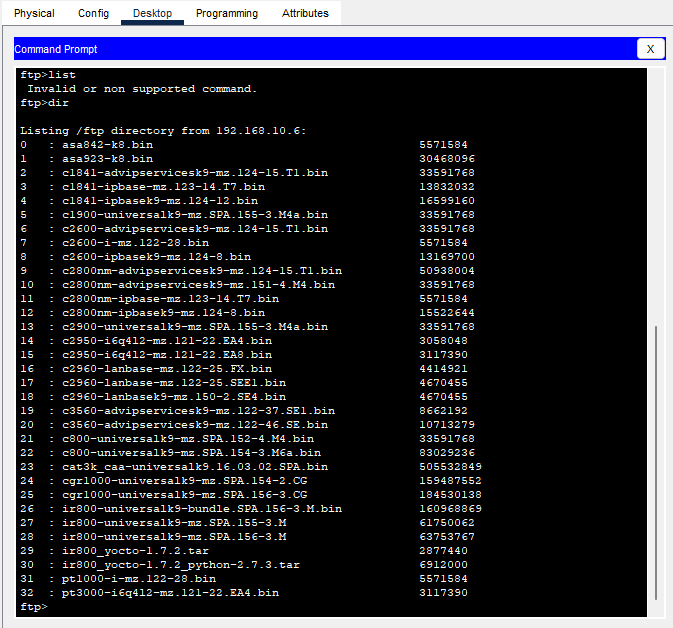 Physical Config Desktop Programming Attributes
Command Prompt X
ftp>list
Invalid or non supported command.
ftp>dir
Listing /ftp directory from 192.168.10.6:
0 : asa842-k8.bin 5571584
1 : asa923-k8.bin 30468096
2 : c1841-advipservicesk9-mz.124-15.T1.bin 33591768
3 : c1841-ipbase-mz.123-14.T7.bin 13832032
4 : c1841-ipbasek9-mz.124-12.bin 16599160
5 : c1900-universalk9-mz.SPA.155-3.M4a.bin 33591768
6 : c2600-advipservicesk9-mz.124-15.T1.bin 33591768
7 : c2600-i-mz.122-28.bin 5571584
8 : c2600-ipbasek9-mz.124-8.bin 13169700
9 : c2800nm-advipservicesk9-mz.124-15.T1.bin 50938004
10 : c2800nm-advipservicesk9-mz.151-4.M4.bin 33591768
11 : c2800nm-ipbase-mz.123-14.T7.bin 5571584
12 : c2800nm-ipbasek9-mz.124-8.bin 15522644
13 : c2900-universalk9-mz.SPA.155-3.M4a.bin 33591768
14 : c2950-i6q4l2-mz.121-22.EA4.bin 3058048
15 : c2950-i6q4l2-mz.121-22.EA8.bin 3117390
16 : c2960-lanbase-mz.122-25.FX.bin 4414921
17 : c2960-lanbase-mz.122-25.SEE1.bin 4670455
18 : c2960-lanbasek9-mz.150-2.SE4.bin 4670455
19 : c3560-advipservicesk9-mz.122-37.SE1.bin 8662192
20 : c3560-advipservicesk9-mz.122-46.SE.bin 10713279
21 : c800-universalk9-mz.SPA.152-4.M4.bin 33591768
22 : c800-universalk9-mz.SPA.154-3.M6a.bin 83029236
23 : cat3k_caa-universalk9.16.03.02.SPA.bin 505532849
24 : cgr1000-universalk9-mz.SPA.154-2.CG 159487552
25 : cgr1000-universalk9-mz.SPA.156-3.CG 184530138
26 : ir800-universalk9-bundle.SPA.156-3.M.bin 160968869
27 : ir800-universalk9-mz.SPA.155-3.M 61750062
28 : ir800-universalk9-mz.SPA.156-3.M 63753767
29 : ir800_yocto-1.7.2.tar 2877440
30 : ir800_yocto-1.7.2_python-2.7.3.tar 6912000
31 : pt1000-i-mz.122-28.bin 5571584
32 : pt3000-i6q4l2-mz.121-22.EA4.bin 3117390
ftp>